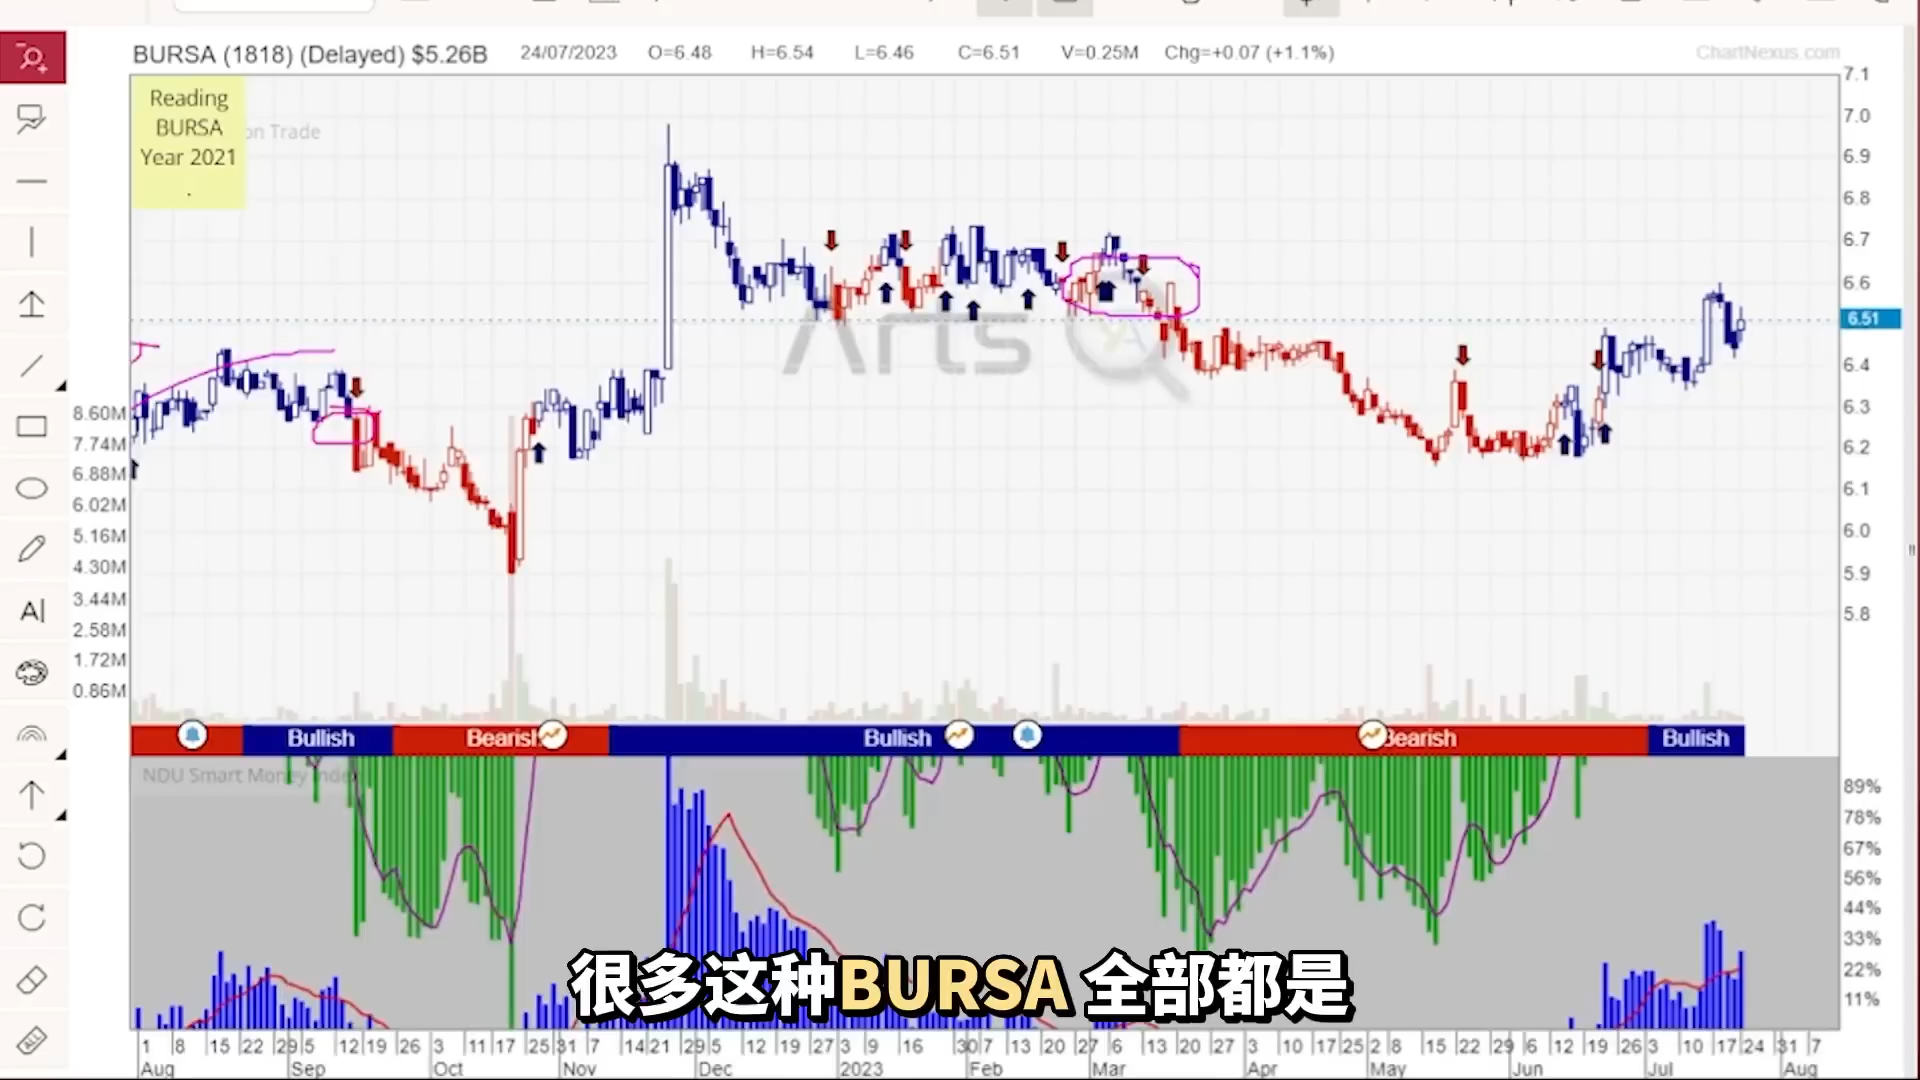 BURSA (1818) (Delayed) $5.26B 24/07/2023 O=6.48 H=6.54 L=6.46 C=6.51 V=0.25M Chg=+0.07 (+1.1%) ChartNexus.com
Reading
BURSA
Year 2021
.
on Trade
Arts
7.1
7.0
6.9
6.8
6.7
6.6
6.51
6.4
6.3
6.2
6.1
6.0
5.9
5.8
8.60M
7.74M
6.88M
6.02M
5.16M
4.30M
3.44M
2.58M
1.72M
0.86M
A|
Bullish Bearish Bullish Bearish Bullish
NDU Smart Money Index
89%
78%
67%
56%
44%
33%
22%
11%
很多这种BURSA 全部都是
1 8 15 22 29 5 12 19 26 3 11 17 25 31 7 14 21 29 5 12 19 27 3 9 16 30 7 13 20 27 6 13 20 27 3 10 17 25 2 8 15 22 29 6 12 19 26 3 10 17 24 31 7
Aug Sep Oct Nov Dec 2023 Feb Mar Apr May Jun Jul Aug
ALL